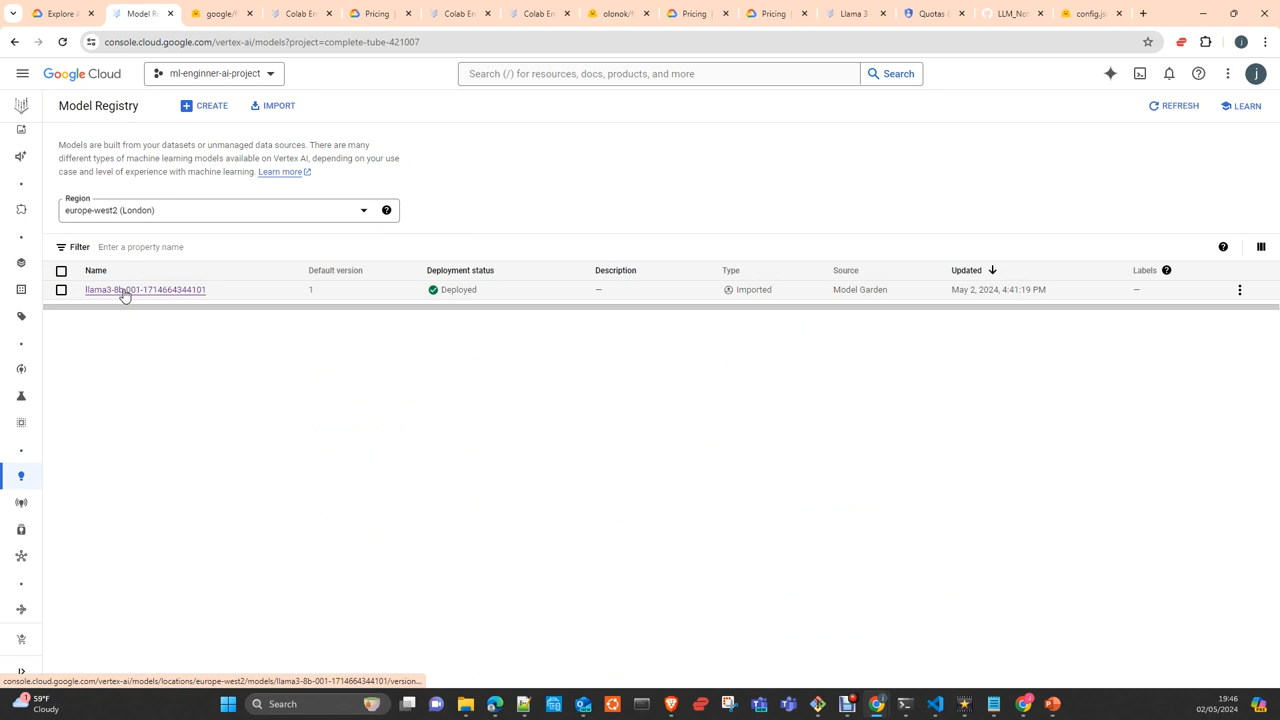 Explore A
Model Re
google/f
Colab En
Pricing
Colab En
Colab En
olonok/t
Pricing
Pricing
Llama 3
Quotas &
LLM_No
config.js
console.cloud.google.com/vertex-ai/models?project=complete-tube-421007
Google Cloud
ml-enginner-ai-project
Search (/) for resources, docs, products, and more
Search
j
j
Model Registry
CREATE
IMPORT
REFRESH
LEARN
Models are built from your datasets or unmanaged data sources. There are many
different types of machine learning models available on Vertex AI, depending on your use
case and level of experience with machine learning. Learn more
Region
europe-west2 (London)
Filter Enter a property name
Name Default version Deployment status Description Type Source Updated Labels
llama3-8b-001-1714664344101 1 Deployed — Imported Model Garden May 2, 2024, 4:41:19 PM —
console.cloud.google.com/vertex-ai/models/locations/europe-west2/models/llama3-8b-001-1714664344101/version...
59°F
Cloudy
Search
19:46
02/05/2024